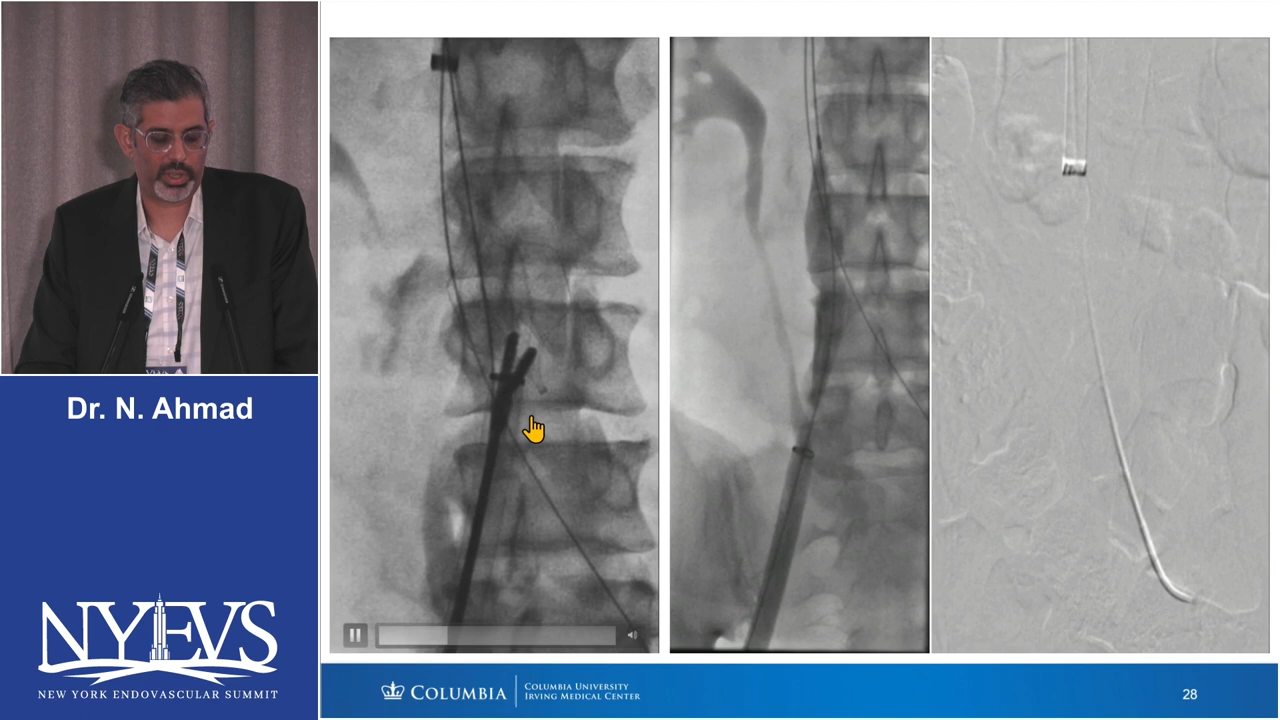 Dr. N. Ahmad
NYEVS
NEW YORK ENDOVASCULAR SUMMIT
COLUMBIA
COLUMBIA UNIVERSITY
IRVING MEDICAL CENTER
28